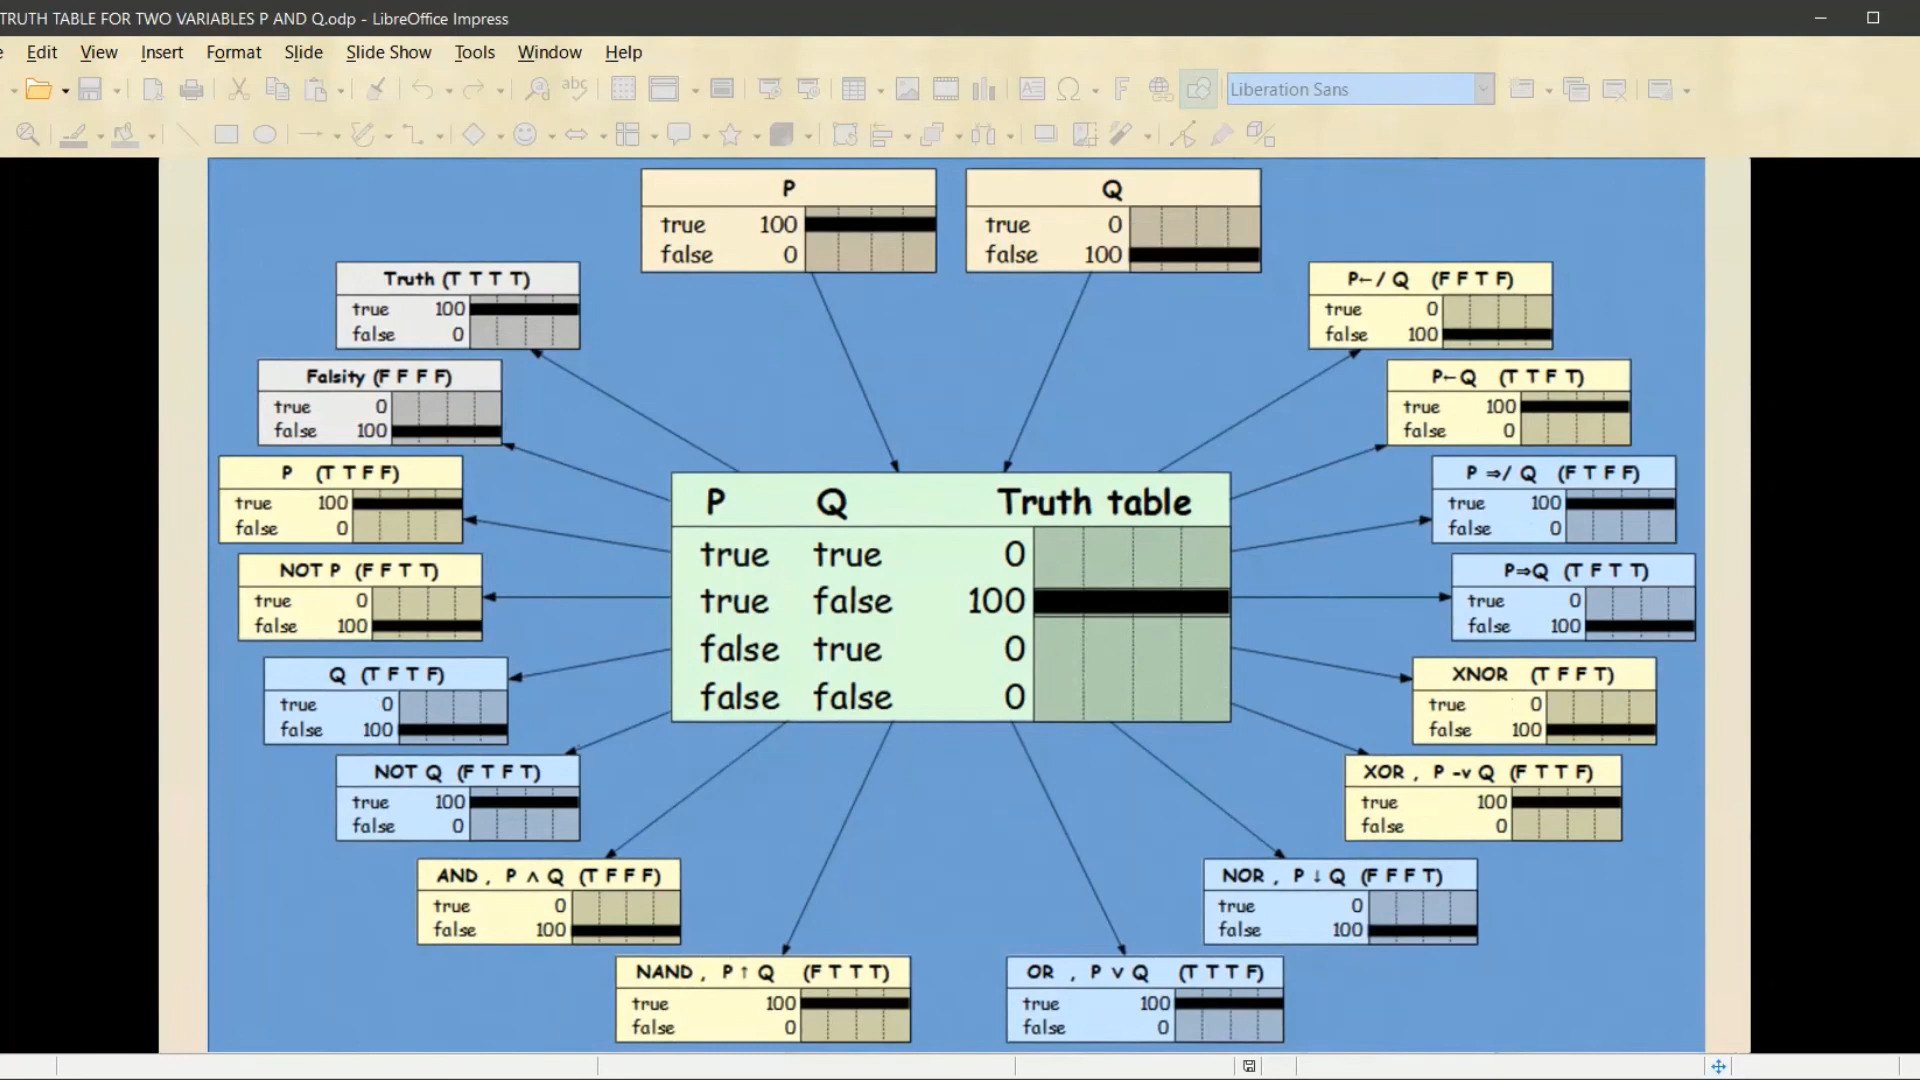 TRUTH TABLE FOR TWO VARIABLES P AND Q.odp - LibreOffice Impress
e Edit View Insert Format Slide Slide Show Tools Window Help
abc
Liberation Sans
P
true 100
false 0
Q
true 0
false 100
Truth (T T T T)
true 100
false 0
P←/ Q (F F T F)
true 0
false 100
Falsity (F F F F)
true 0
false 100
P←Q (T T F T)
true 100
false 0
P (T T F F)
true 100
false 0
P ⇒/ Q (F T F F)
true 100
false 0
P Q Truth table
true true 0
true false 100
false true 0
false false 0
NOT P (F F T T)
true 0
false 100
P⇒Q (T F T T)
true 0
false 100
Q (T F T F)
true 0
false 100
XNOR (T F F T)
true 0
false 100
NOT Q (F T F T)
true 100
false 0
XOR , P -v Q (F T T F)
true 100
false 0
AND , P ∧ Q (T F F F)
true 0
false 100
NOR , P ↓ Q (F F F T)
true 0
false 100
NAND , P ↑ Q (F T T T)
true 100
false 0
OR , P ∨ Q (T T T F)
true 100
false 0